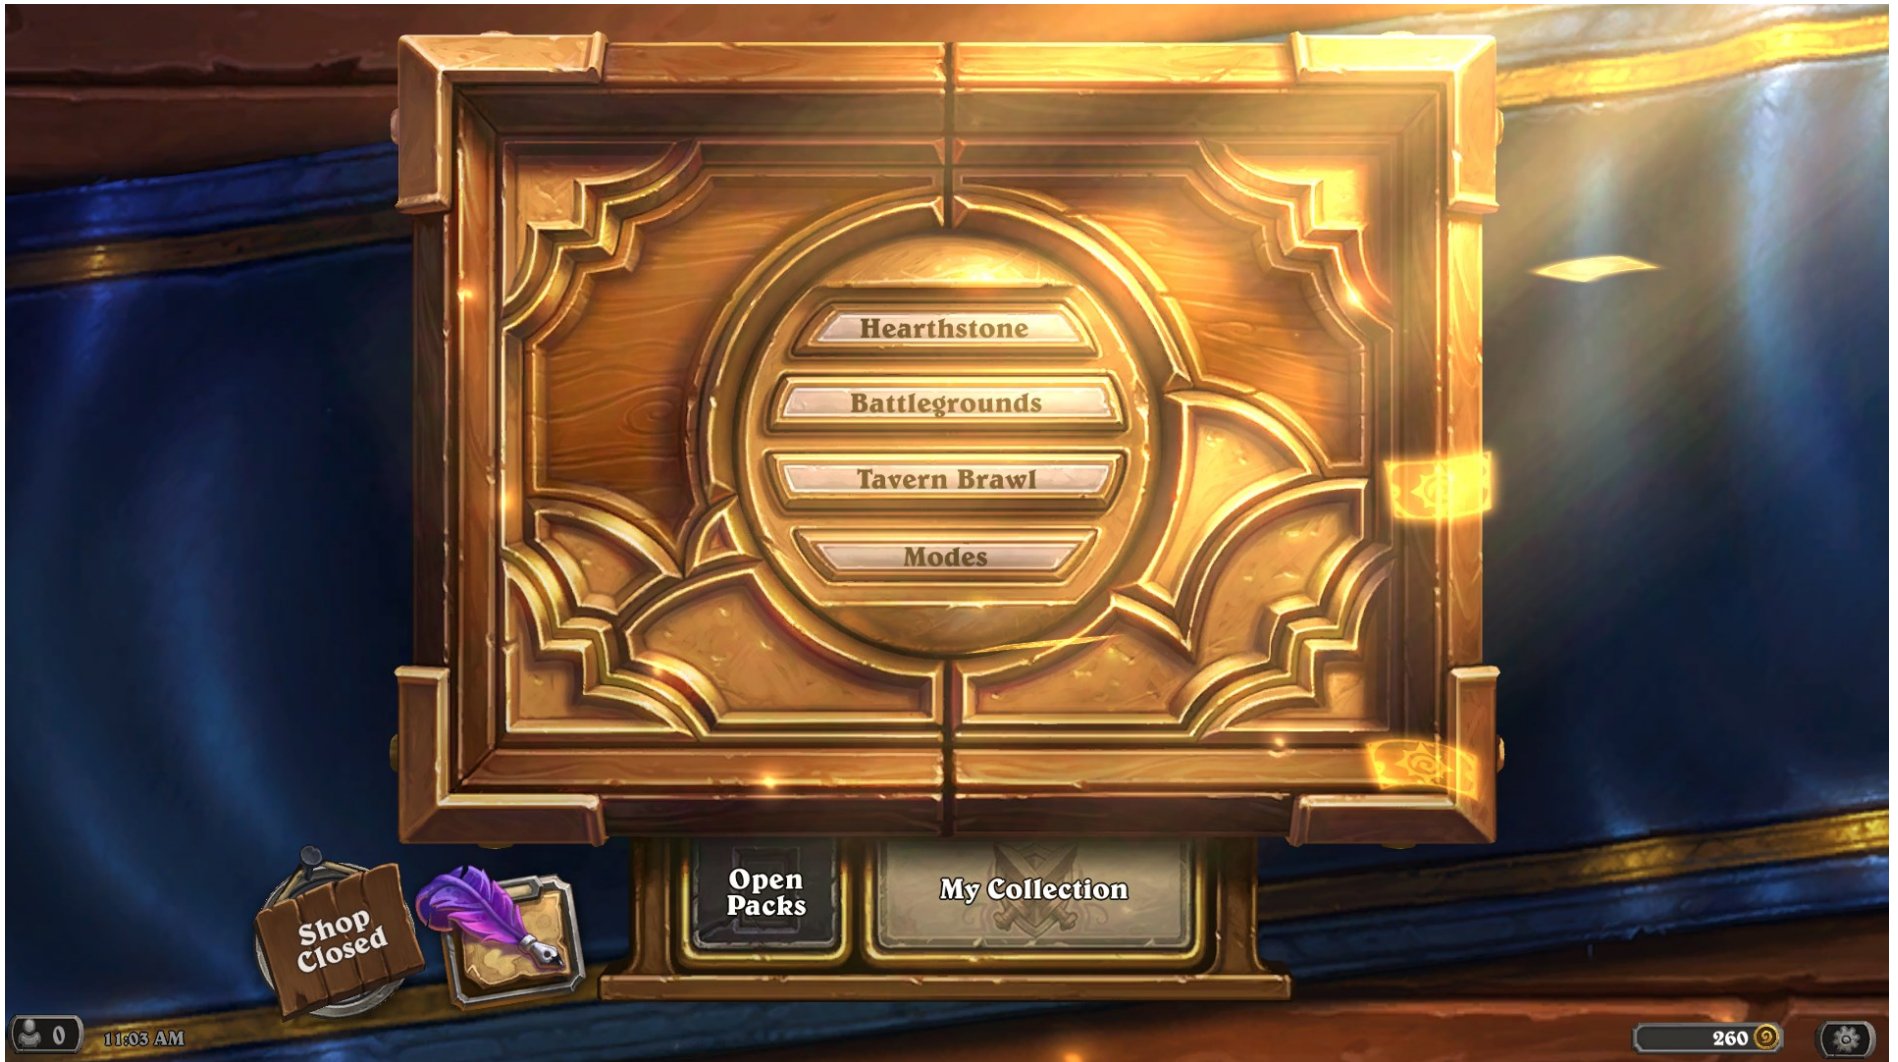 Hearthstone
Battlegrounds
Tavern Brawl
Modes
Open
Packs
My Collection
Shop
Closed
0
11:03 AM
260